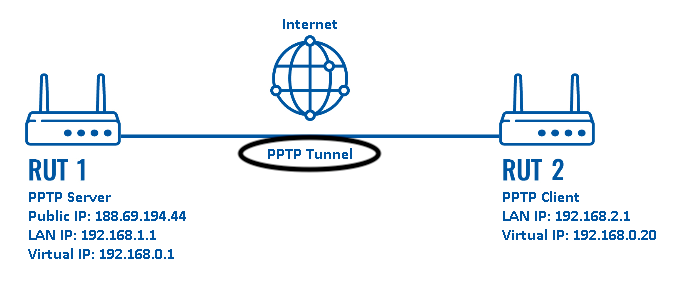 Internet
PPTP Tunnel
RUT 1
PPTP Server
Public IP: 188.69.194.44
LAN IP: 192.168.1.1
Virtual IP: 192.168.0.1
RUT 2
PPTP Client
LAN IP: 192.168.2.1
Virtual IP: 192.168.0.20